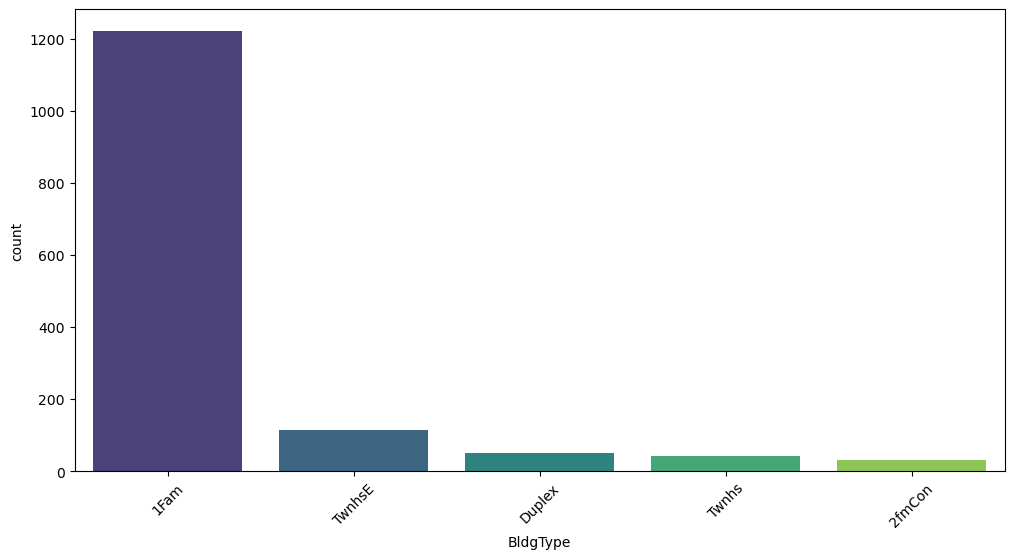 1200
1000
800
600
400
200
0
count
1Fam
TwnhsE
Duplex
Twnhs
2fmCon
BldgType